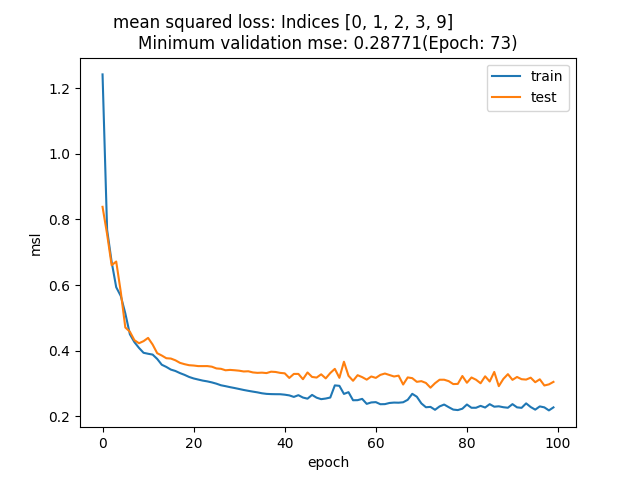 mean squared loss: Indices [0, 1, 2, 3, 9]
Minimum validation mse: 0.28771(Epoch: 73)
train
test
msl
1.2
1.0
0.8
0.6
0.4
0.2
0 20 40 60 80 100
epoch